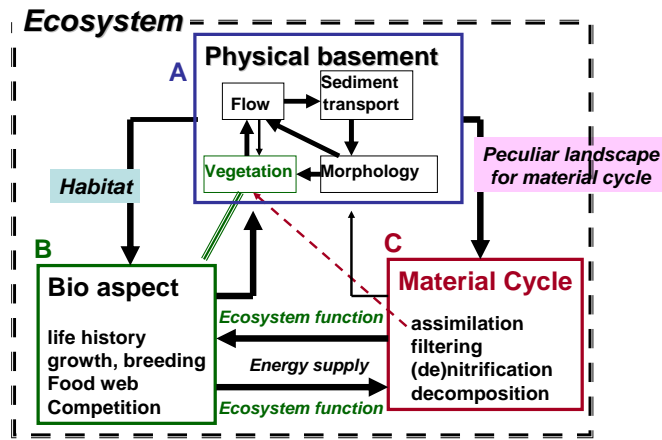 Ecosystem
A
Physical basement
Flow
Sediment
transport
Vegetation
Morphology
Habitat
Peculiar landscape
for material cycle
B
Bio aspect
life history
growth, breeding
Food web
Competition
Ecosystem function
Energy supply
Ecosystem function
C
Material Cycle
assimilation
filtering
(de)nitrification
decomposition